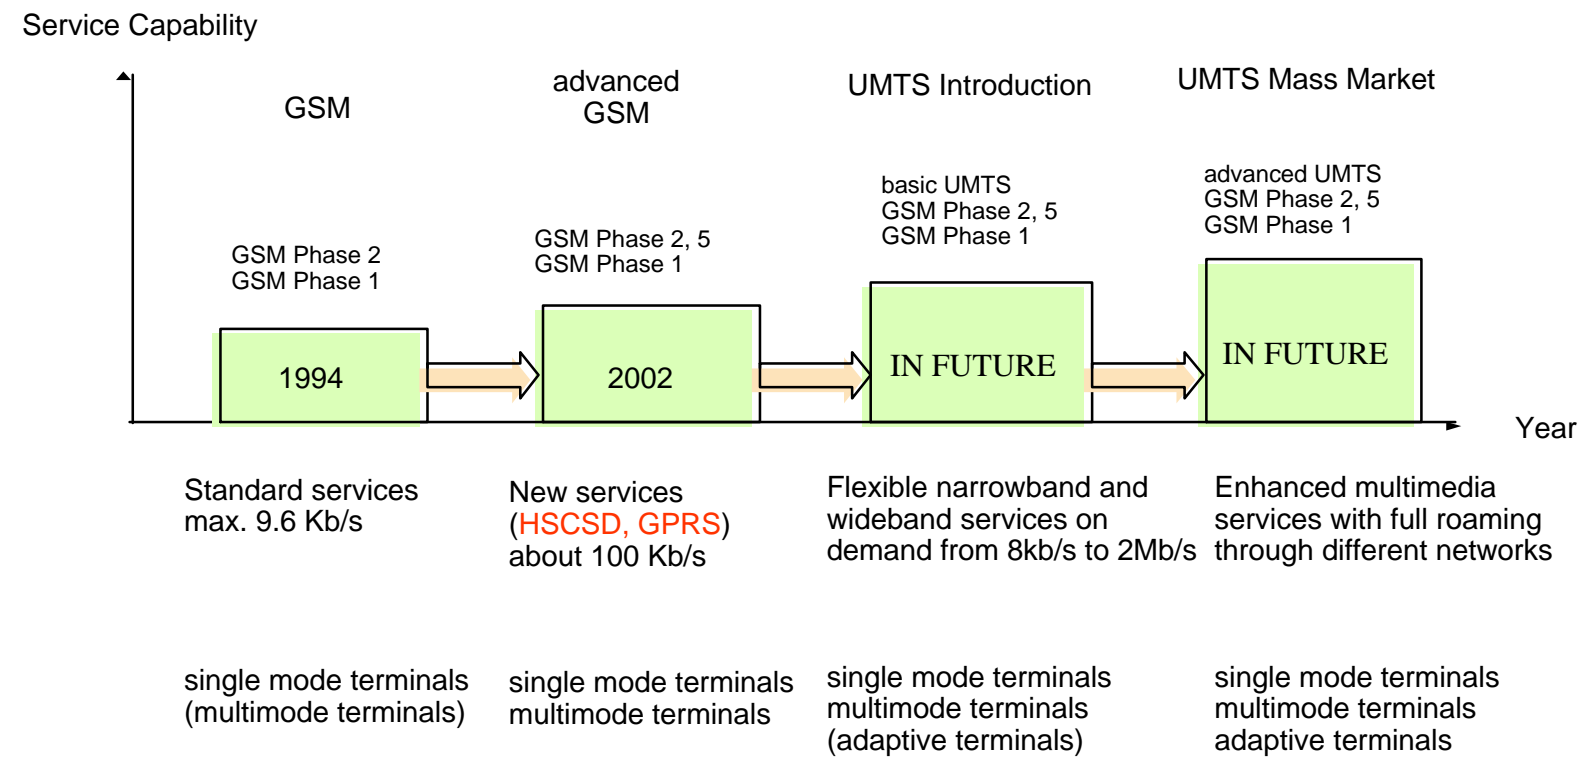 Service Capability
GSM
advanced
GSM
UMTS Introduction
UMTS Mass Market
GSM Phase 2
GSM Phase 1
GSM Phase 2, 5
GSM Phase 1
basic UMTS
GSM Phase 2, 5
GSM Phase 1
advanced UMTS
GSM Phase 2, 5
GSM Phase 1
1994
2002
IN FUTURE
IN FUTURE
Year
Standard services
max. 9.6 Kb/s
New services
(HSCSD, GPRS)
about 100 Kb/s
Flexible narrowband and
wideband services on
demand from 8kb/s to 2Mb/s
Enhanced multimedia
services with full roaming
through different networks
single mode terminals
(multimode terminals)
single mode terminals
multimode terminals
single mode terminals
multimode terminals
(adaptive terminals)
single mode terminals
multimode terminals
adaptive terminals